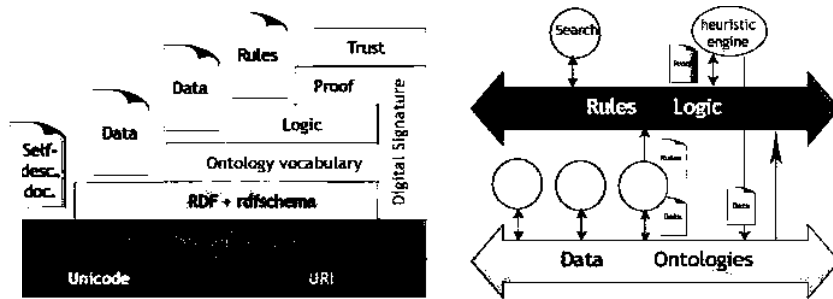 Rules
Trust
Data
Proof
Data
Logic
Self-
desc.
doc.
Ontology vocabulary
RDF + rdfschema
Digital Signature
Unicode
URI
Search
heuristic
engine
Proof
Rules Logic
Rules
Data
Data
Data Ontologies